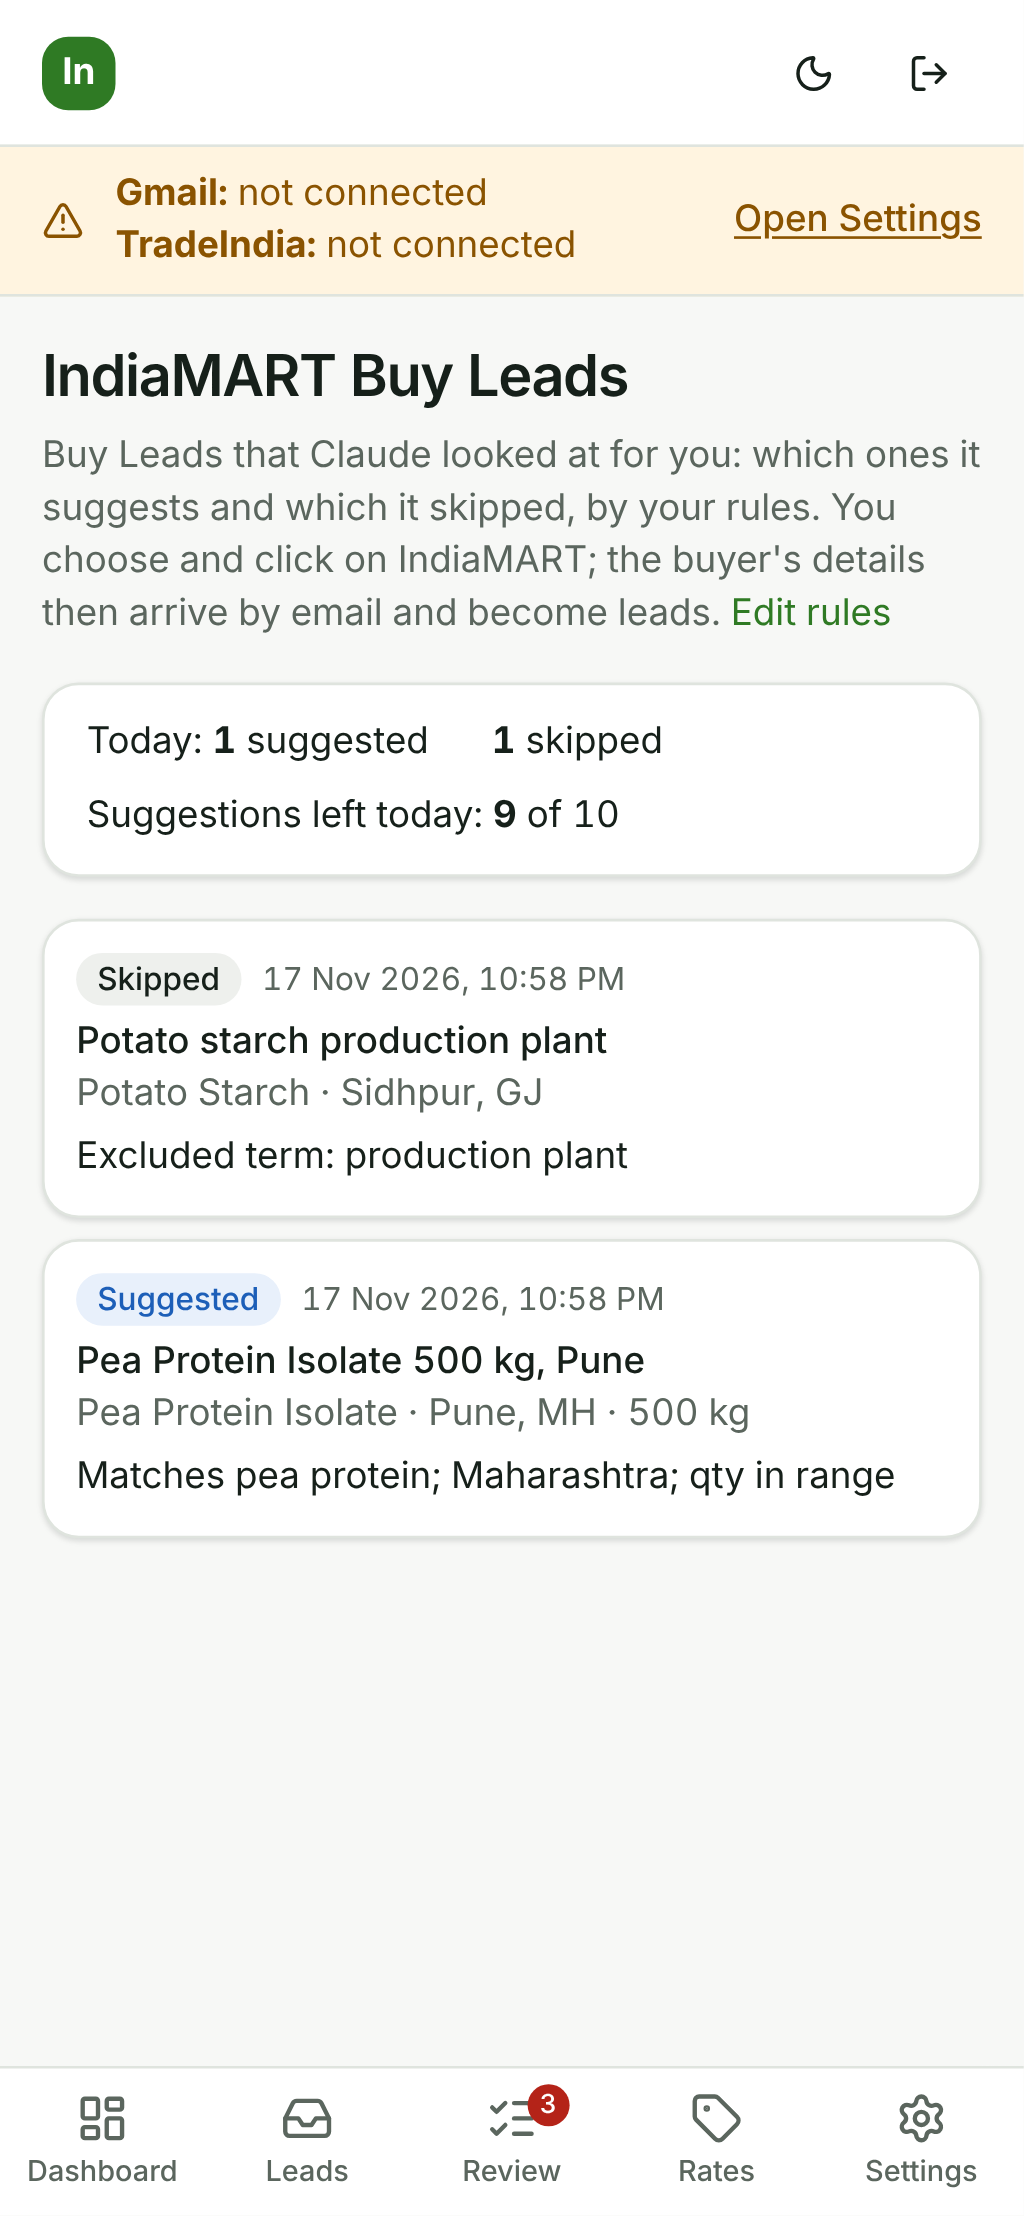 In
Gmail: not connected
TradeIndia: not connected
Open Settings
IndiaMART Buy Leads
Buy Leads that Claude looked at for you: which ones it
suggests and which it skipped, by your rules. You
choose and click on IndiaMART; the buyer's details
then arrive by email and become leads. Edit rules
Today: 1 suggested 1 skipped
Suggestions left today: 9 of 10
Skipped 17 Nov 2026, 10:58 PM
Potato starch production plant
Potato Starch · Sidhpur, GJ
Excluded term: production plant
Suggested 17 Nov 2026, 10:58 PM
Pea Protein Isolate 500 kg, Pune
Pea Protein Isolate · Pune, MH · 500 kg
Matches pea protein; Maharashtra; qty in range
3
Dashboard Leads Review Rates Settings